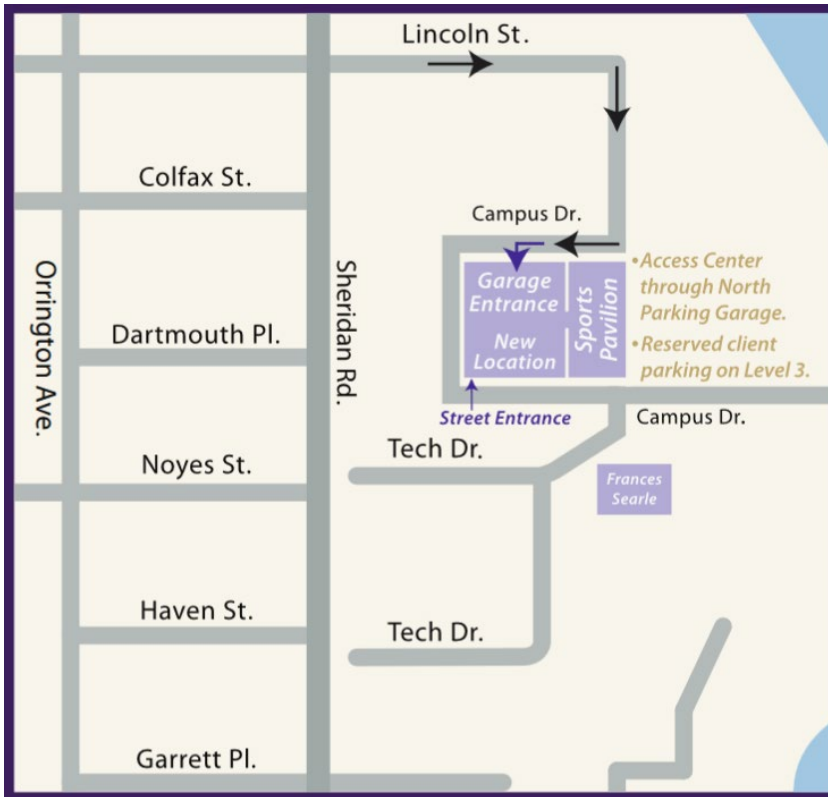 Lincoln St.
Colfax St.
Campus Dr.
Orrington Ave.
Sheridan Rd.
Garage
Entrance
Sports
Pavilion
•Access Center
through North
Parking Garage.
•Reserved client
parking on Level 3.
Dartmouth Pl.
New
Location
Street Entrance
Campus Dr.
Tech Dr.
Noyes St.
Frances
Searle
Haven St.
Tech Dr.
Garrett Pl.